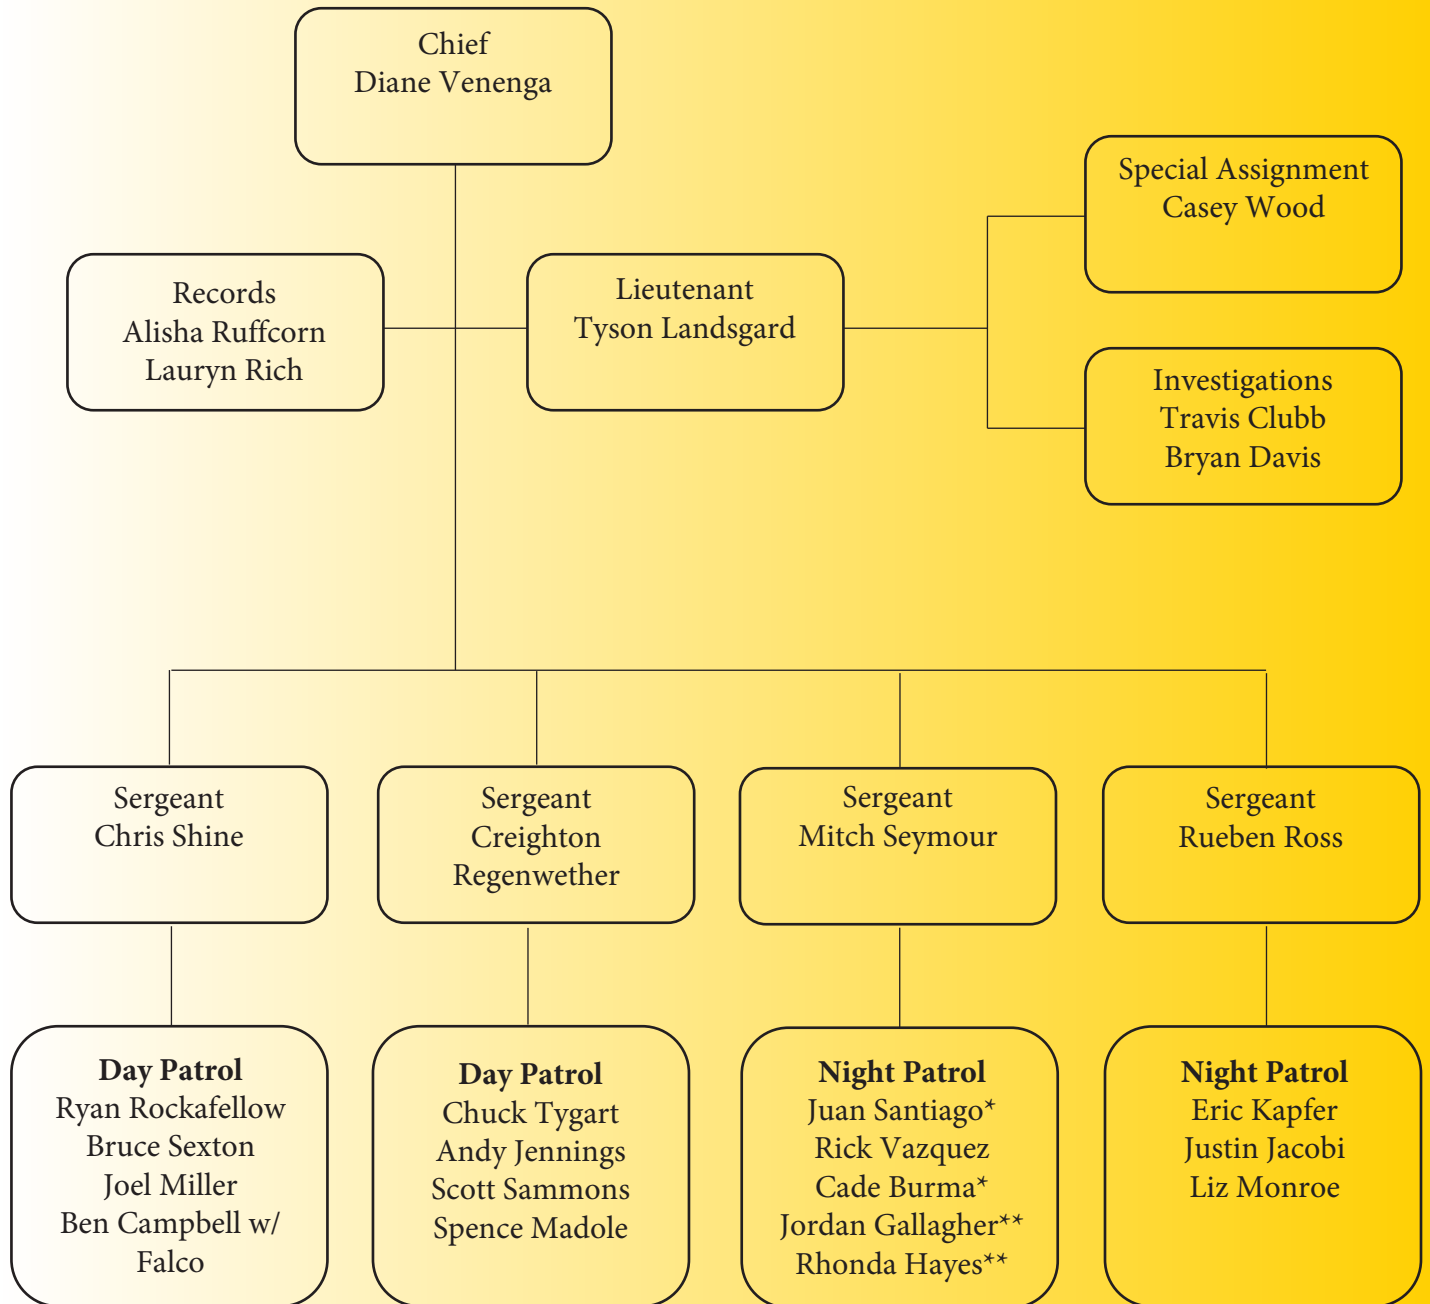 Chief
Diane Venenga
Special Assignment
Casey Wood
Records
Alisha Ruffcorn
Lauryn Rich
Lieutenant
Tyson Landsgard
Investigations
Travis Clubb
Bryan Davis
Sergeant
Chris Shine
Sergeant
Creighton
Regenwether
Sergeant
Mitch Seymour
Sergeant
Rueben Ross
Day Patrol
Ryan Rockafellow
Bruce Sexton
Joel Miller
Ben Campbell w/
Falco
Day Patrol
Chuck Tygart
Andy Jennings
Scott Sammons
Spence Madole
Night Patrol
Juan Santiago*
Rick Vazquez
Cade Burma*
Jordan Gallagher**
Rhonda Hayes**
Night Patrol
Eric Kapfer
Justin Jacobi
Liz Monroe